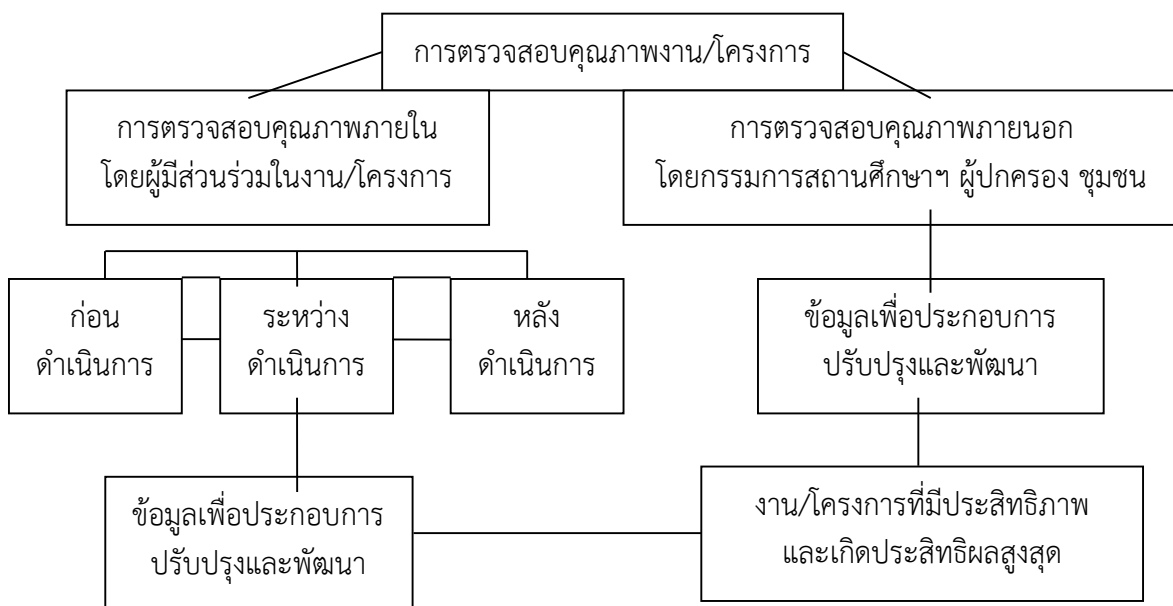 การตรวจสอบคุณภาพงาน/โครงการ
การตรวจสอบคุณภาพภายใน
โดยผู้มีส่วนร่วมในงาน/โครงการ
การตรวจสอบคุณภาพภายนอก
โดยกรรมการสถานศึกษาฯ ผู้ปกครอง ชุมชน
ก่อน
ดำเนินการ
ระหว่าง
ดำเนินการ
หลัง
ดำเนินการ
ข้อมูลเพื่อประกอบการ
ปรับปรุงและพัฒนา
ข้อมูลเพื่อประกอบการ
ปรับปรุงและพัฒนา
งาน/โครงการที่มีประสิทธิภาพ
และเกิดประสิทธิผลสูงสุด